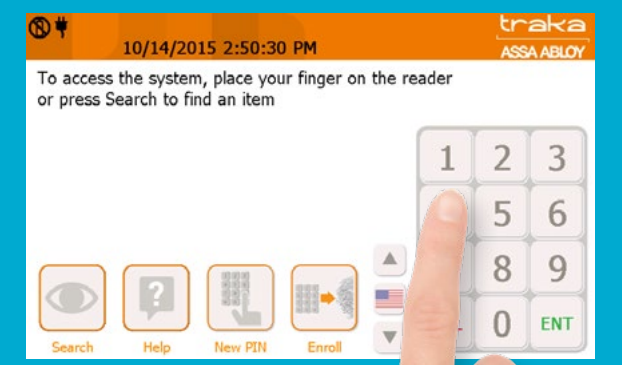 traka
10/14/2015 2:50:30 PM
ASSA ABLOY
To access the system, place your finger on the reader
or press Search to find an item
1 2 3
5 6
8 9
0 ENT
Search Help New PIN Enroll